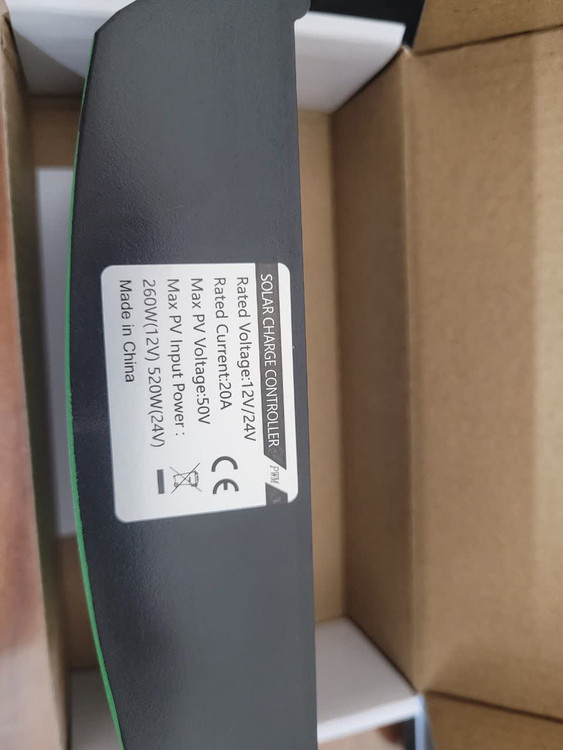 SOLAR CHARGE CONTROLLER PWM
Rated Voltage:12V/24V
Rated Current:20A
Max PV Voltage:50V
Max PV Input Power :
260W(12V) 520W(24V)
Made in China
CE